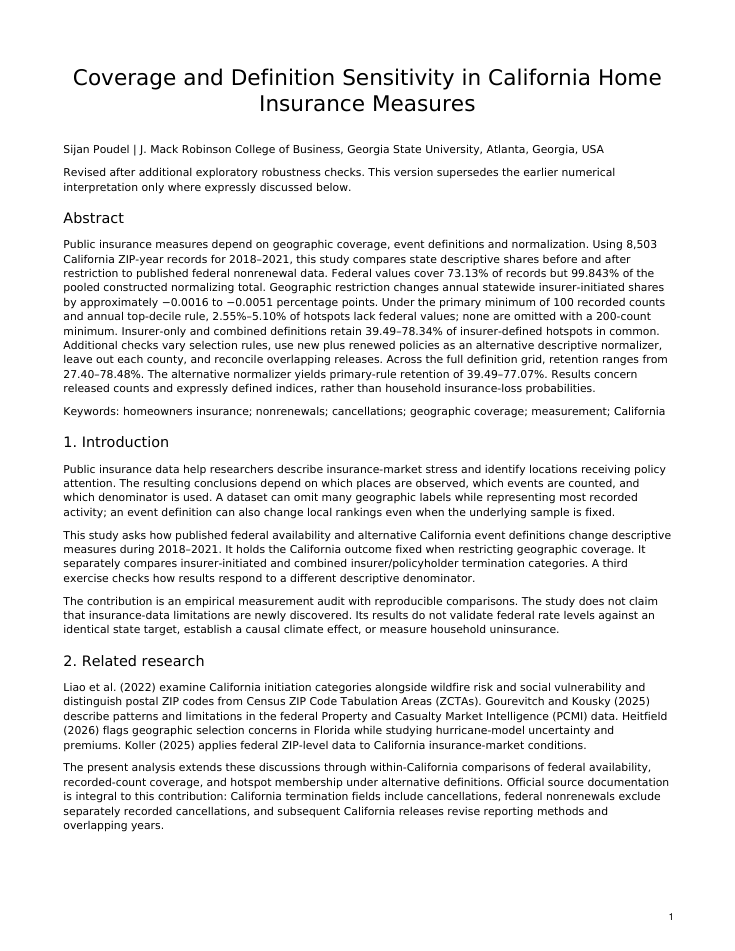 Coverage and Definition Sensitivity in California Home
Insurance Measures
Sijan Poudel | J. Mack Robinson College of Business, Georgia State University, Atlanta, Georgia, USA
Revised after additional exploratory robustness checks. This version supersedes the earlier numerical
interpretation only where expressly discussed below.
Abstract
Public insurance measures depend on geographic coverage, event definitions and normalization. Using 8,503
California ZIP-year records for 2018–2021, this study compares state descriptive shares before and after
restriction to published federal nonrenewal data. Federal values cover 73.13% of records but 99.843% of the
pooled constructed normalizing total. Geographic restriction changes annual statewide insurer-initiated shares
by approximately −0.0016 to −0.0051 percentage points. Under the primary minimum of 100 recorded counts
and annual top-decile rule, 2.55%–5.10% of hotspots lack federal values; none are omitted with a 200-count
minimum. Insurer-only and combined definitions retain 39.49–78.34% of insurer-defined hotspots in common.
Additional checks vary selection rules, use new plus renewed policies as an alternative descriptive normalizer,
leave out each county, and reconcile overlapping releases. Across the full definition grid, retention ranges from
27.40–78.48%. The alternative normalizer yields primary-rule retention of 39.49–77.07%. Results concern
released counts and expressly defined indices, rather than household insurance-loss probabilities.
Keywords: homeowners insurance; nonrenewals; cancellations; geographic coverage; measurement; California
1. Introduction
Public insurance data help researchers describe insurance-market stress and identify locations receiving policy
attention. The resulting conclusions depend on which places are observed, which events are counted, and
which denominator is used. A dataset can omit many geographic labels while representing most recorded
activity; an event definition can also change local rankings even when the underlying sample is fixed.
This study asks how published federal availability and alternative California event definitions change descriptive
measures during 2018–2021. It holds the California outcome fixed when restricting geographic coverage. It
separately compares insurer-initiated and combined insurer/policyholder termination categories. A third
exercise checks how results respond to a different descriptive denominator.
The contribution is an empirical measurement audit with reproducible comparisons. The study does not claim
that insurance-data limitations are newly discovered. Its results do not validate federal rate levels against an
identical state target, establish a causal climate effect, or measure household uninsurance.
2. Related research
Liao et al. (2022) examine California initiation categories alongside wildfire risk and social vulnerability and
distinguish postal ZIP codes from Census ZIP Code Tabulation Areas (ZCTAs). Gourevitch and Kousky (2025)
describe patterns and limitations in the federal Property and Casualty Market Intelligence (PCMI) data. Heitfield
(2026) flags geographic selection concerns in Florida while studying hurricane-model uncertainty and
premiums. Koller (2025) applies federal ZIP-level data to California insurance-market conditions.
The present analysis extends these discussions through within-California comparisons of federal availability,
recorded-count coverage, and hotspot membership under alternative definitions. Official source documentation
is integral to this contribution: California termination fields include cancellations, federal nonrenewals exclude
separately recorded cancellations, and subsequent California releases revise reporting methods and
overlapping years.
1